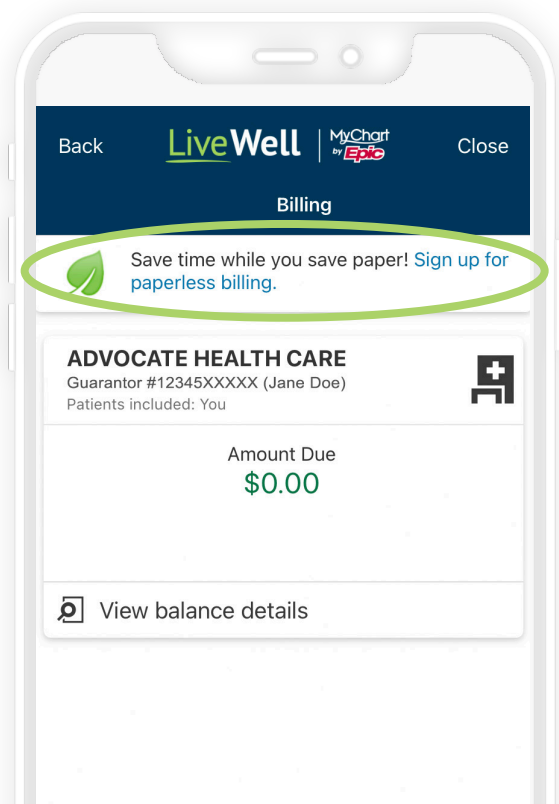 Back LiveWell MyChart by Epic Close
Billing
Save time while you save paper! Sign up for
paperless billing.
ADVOCATE HEALTH CARE
Guarantor #12345XXXXX (Jane Doe)
Patients included: You
Amount Due
$0.00
View balance details